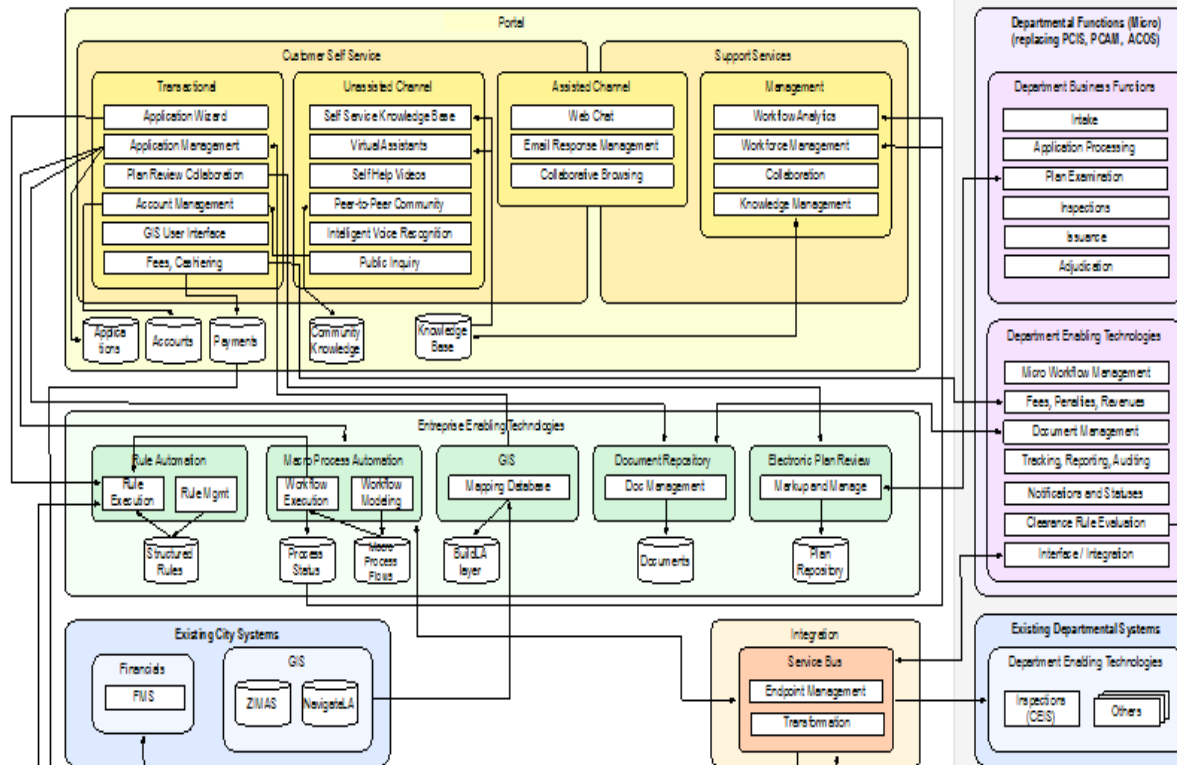 Portal
Customer Self Service
Support Services
Transactional
Application Wizard
Application Management
Plan Review Collaboration
Account Management
GIS User Interface
Fees, Cashiering
Unassisted Channel
Self Service Knowledge Base
Virtual Assistants
Self Help Videos
Peer-to-Peer Community
Intelligent Voice Recognition
Public Inquiry
Assisted Channel
Web Chat
Email Response Management
Collaborative Browsing
Management
Workflow Analytics
Workforce Management
Collaboration
Knowledge Management
Applica
tions
Accounts
Payments
Community
Knowledge
Knowledge
Base
Entreprise Enabling Technologies
Rule Automation
Rule
Execution
Rule Mgmt
Structured
Rules
Macro Process Automation
Workflow
Execution
Workflow
Modeling
Process
Status
Macro
Process
Flows
GIS
Mapping Database
BuildLA
layer
Document Repository
Doc Management
Documents
Electronic Plan Review
Markup and Manage
Plan
Repository
Existing City Systems
Financials
FMS
GIS
ZIMAS
NavigateLA
Integration
Service Bus
Endpoint Management
Transformation
Departmental Functions (Micro)
(replacing PCIS, PCAM, ACOS)
Department Business Functions
Intake
Application Processing
Plan Examination
Inspections
Issuance
Adjudication
Department Enabling Technologies
Micro Workflow Management
Fees, Penalties, Revenues
Document Management
Tracking, Reporting, Auditing
Notifications and Statuses
Clearance Rule Evaluation
Interface / Integration
Existing Departmental Systems
Department Enabling Technologies
Inspections
(CEIS)
Others